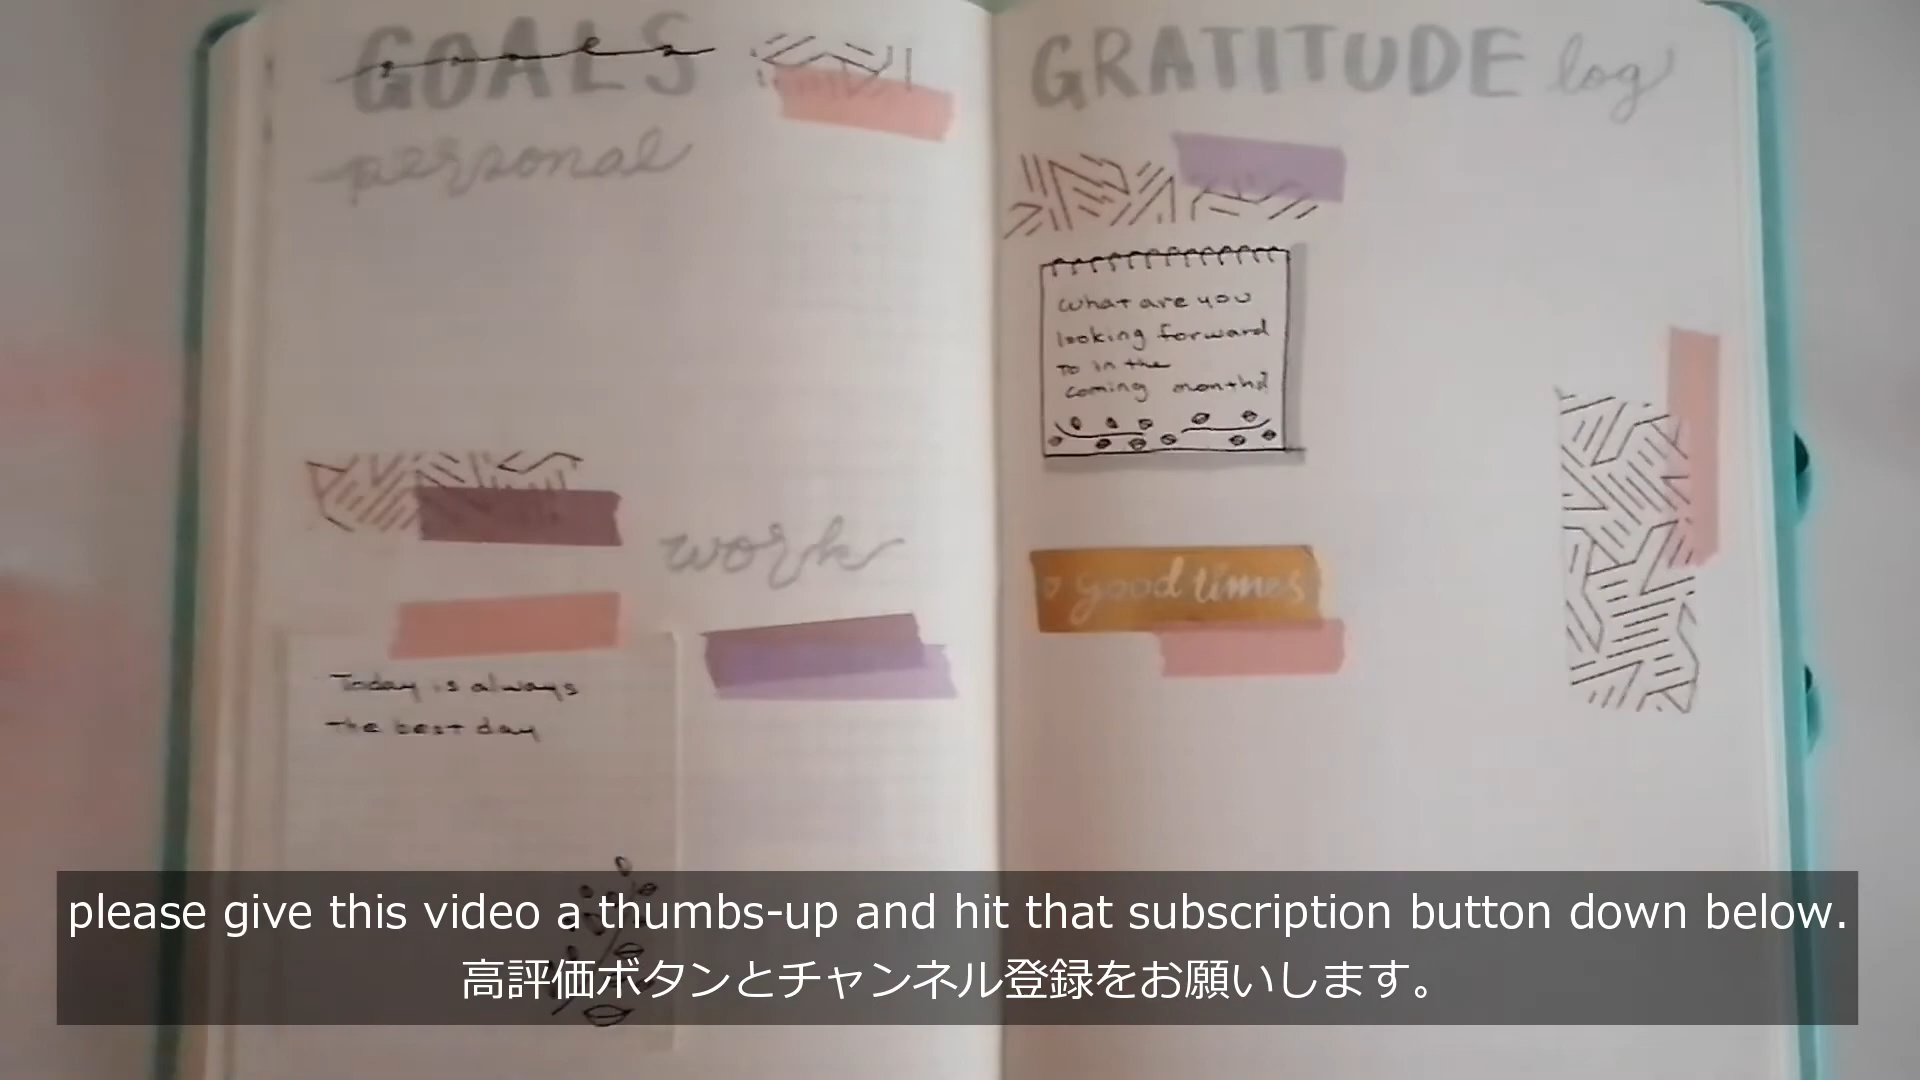 GOALS
personal
work
Today is always
the best day
GRATITUDE log
What are you
looking forward
to in the
coming months?
good times
please give this video a thumbs-up and hit that subscription button down below.
高評価ボタンとチャンネル登録をお願いします。